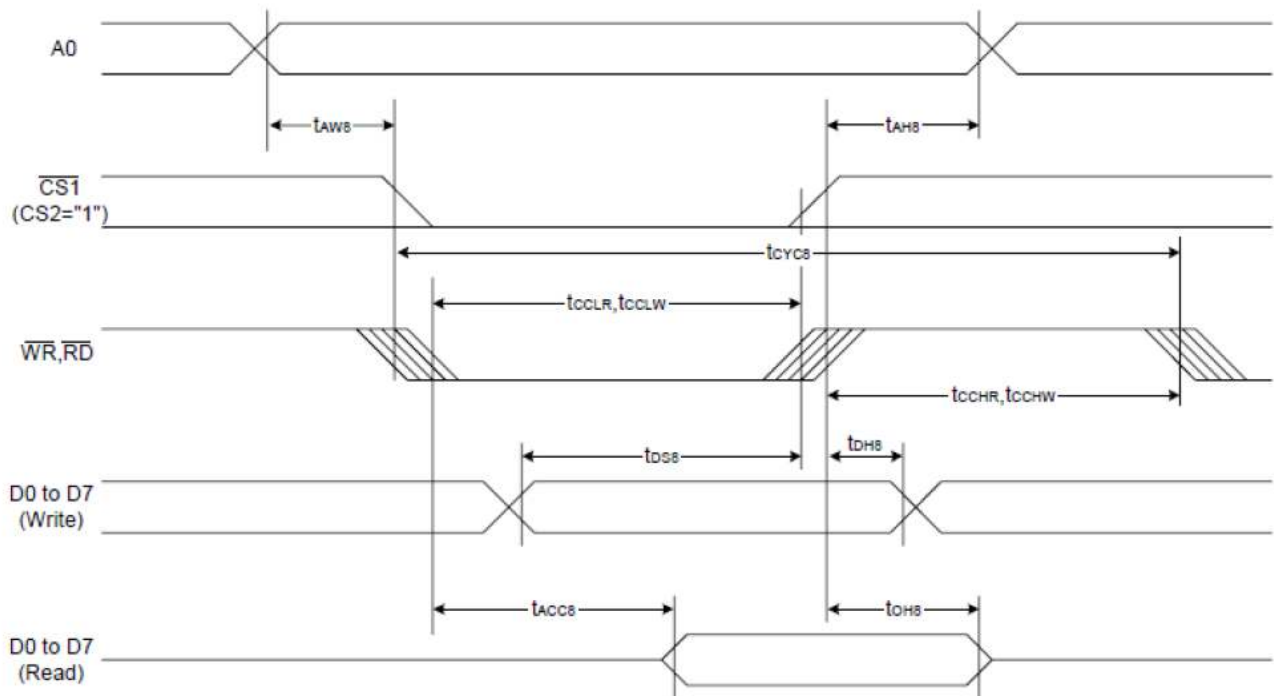 A0
tAW8
tAH8
CS1
(CS2="1")
tCYC8
tCCLR,tCCLW
WR,RD
tCCHR,tCCHW
tDS8
tDH8
D0 to D7
(Write)
tACC8
tOH8
D0 to D7
(Read)